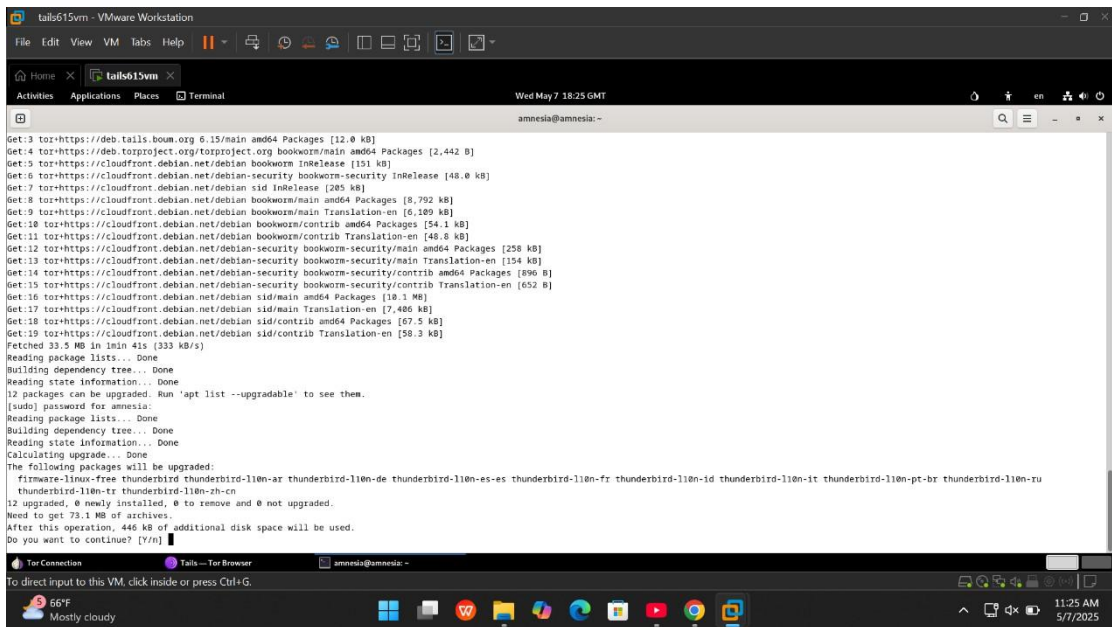 tails615vm - VMware Workstation
File Edit View VM Tabs Help
Home
tails615vm
Activities Applications Places Terminal Wed May 7 18:25 GMT en
amnesia@amnesia: ~
Get:3 tor+https://deb.tails.boum.org 6.15/main amd64 Packages [12.0 kB]
Get:4 tor+https://deb.torproject.org/torproject.org bookworm/main amd64 Packages [2,442 B]
Get:5 tor+https://cloudfront.debian.net/debian bookworm InRelease [151 kB]
Get:6 tor+https://cloudfront.debian.net/debian-security bookworm-security InRelease [48.0 kB]
Get:7 tor+https://cloudfront.debian.net/debian sid InRelease [205 kB]
Get:8 tor+https://cloudfront.debian.net/debian bookworm/main amd64 Packages [8,792 kB]
Get:9 tor+https://cloudfront.debian.net/debian bookworm/main Translation-en [6,109 kB]
Get:10 tor+https://cloudfront.debian.net/debian bookworm/contrib amd64 Packages [54.1 kB]
Get:11 tor+https://cloudfront.debian.net/debian bookworm/contrib Translation-en [48.8 kB]
Get:12 tor+https://cloudfront.debian.net/debian-security bookworm-security/main amd64 Packages [258 kB]
Get:13 tor+https://cloudfront.debian.net/debian-security bookworm-security/main Translation-en [154 kB]
Get:14 tor+https://cloudfront.debian.net/debian-security bookworm-security/contrib amd64 Packages [896 B]
Get:15 tor+https://cloudfront.debian.net/debian-security bookworm-security/contrib Translation-en [652 B]
Get:16 tor+https://cloudfront.debian.net/debian sid/main amd64 Packages [10.1 MB]
Get:17 tor+https://cloudfront.debian.net/debian sid/main Translation-en [7,406 kB]
Get:18 tor+https://cloudfront.debian.net/debian sid/contrib amd64 Packages [67.5 kB]
Get:19 tor+https://cloudfront.debian.net/debian sid/contrib Translation-en [58.3 kB]
Fetched 33.5 MB in 1min 41s (333 kB/s)
Reading package lists... Done
Building dependency tree... Done
Reading state information... Done
12 packages can be upgraded. Run 'apt list --upgradable' to see them.
[sudo] password for amnesia:
Reading package lists... Done
Building dependency tree... Done
Reading state information... Done
Calculating upgrade... Done
The following packages will be upgraded:
firmware-linux-free thunderbird thunderbird-l10n-ar thunderbird-l10n-de thunderbird-l10n-es-es thunderbird-l10n-fr thunderbird-l10n-id thunderbird-l10n-it thunderbird-l10n-pt-br thunderbird-l10n-ru
thunderbird-l10n-tr thunderbird-l10n-zh-cn
12 upgraded, 0 newly installed, 0 to remove and 0 not upgraded.
Need to get 73.1 MB of archives.
After this operation, 446 kB of additional disk space will be used.
Do you want to continue? [Y/n]
Tor Connection Tails — Tor Browser amnesia@amnesia: ~
To direct input to this VM, click inside or press Ctrl+G.
5
66°F
Mostly cloudy
11:25 AM
5/7/2025